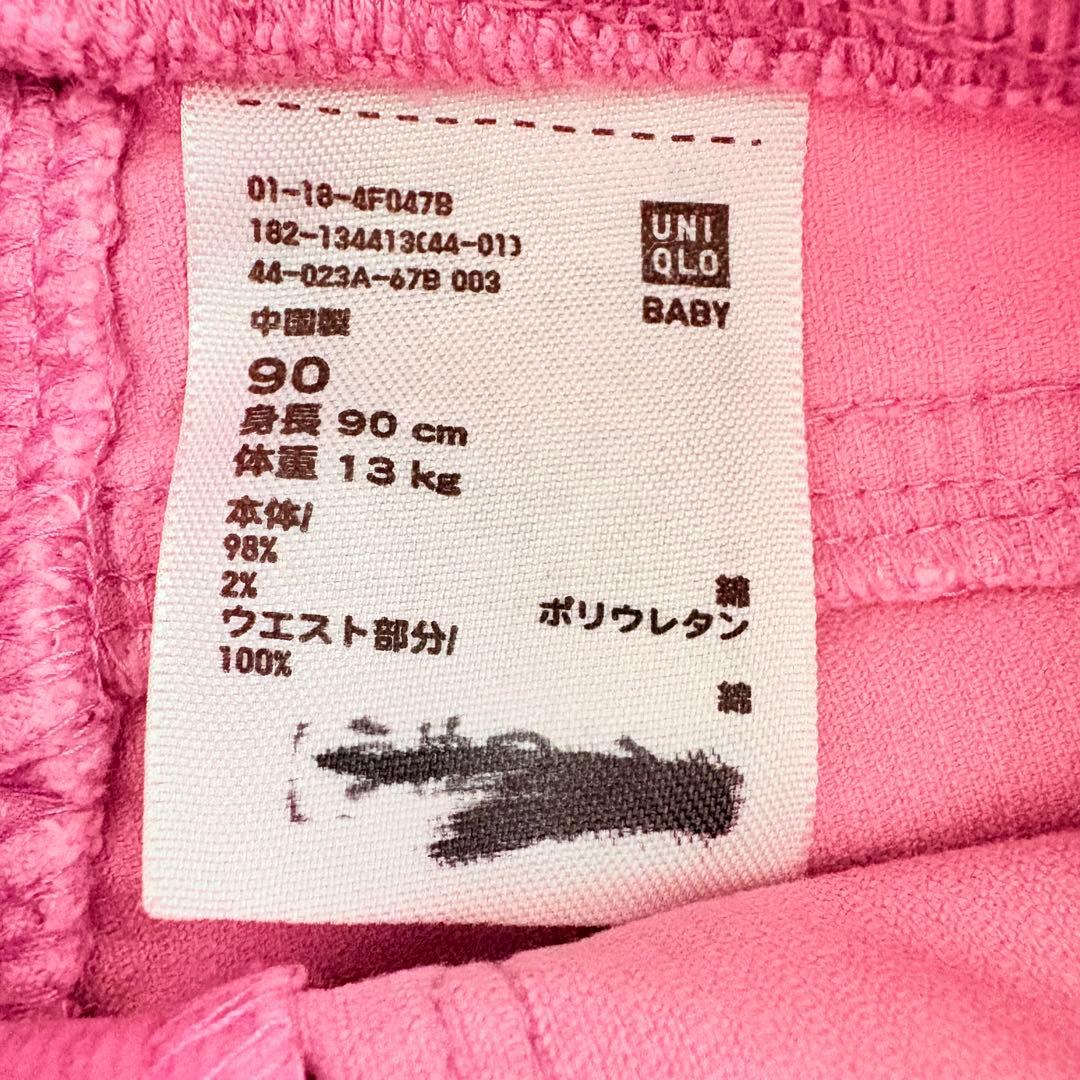 01-18-4F047B
182-134413(44-01)
44-023A-67B 003
UNI
QLO
BABY
中国製
90
身長 90 cm
体重 13 kg
本体/
98% 綿
2% ポリウレタン
ウエスト部分/
100% 綿